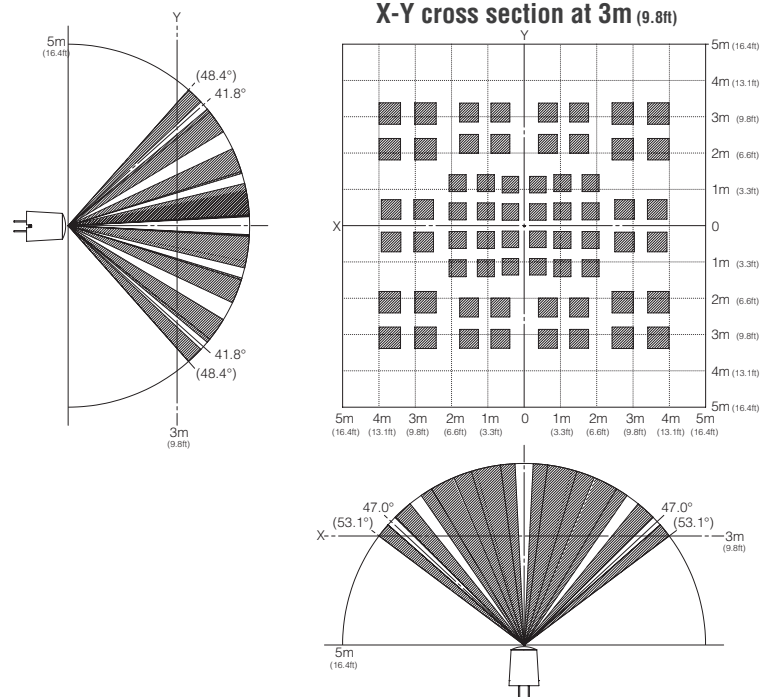 X-Y cross section at 3m (9.8ft)
Y
5m
(16.4ft)
(48.4°)
41.8°
41.8°
(48.4°)
3m
(9.8ft)
Y
X
5m (16.4ft)
4m (13.1ft)
3m (9.8ft)
2m (6.6ft)
1m (3.3ft)
0
1m (3.3ft)
2m (6.6ft)
3m (9.8ft)
4m (13.1ft)
5m (16.4ft)
5m 4m 3m 2m 1m 0 1m 2m 3m 4m 5m
(16.4ft) (13.1ft) (9.8ft) (6.6ft) (3.3ft) (3.3ft) (6.6ft) (9.8ft) (13.1ft) (16.4ft)
47.0° 47.0°
(53.1°) (53.1°)
X 3m
(9.8ft)
5m
(16.4ft)